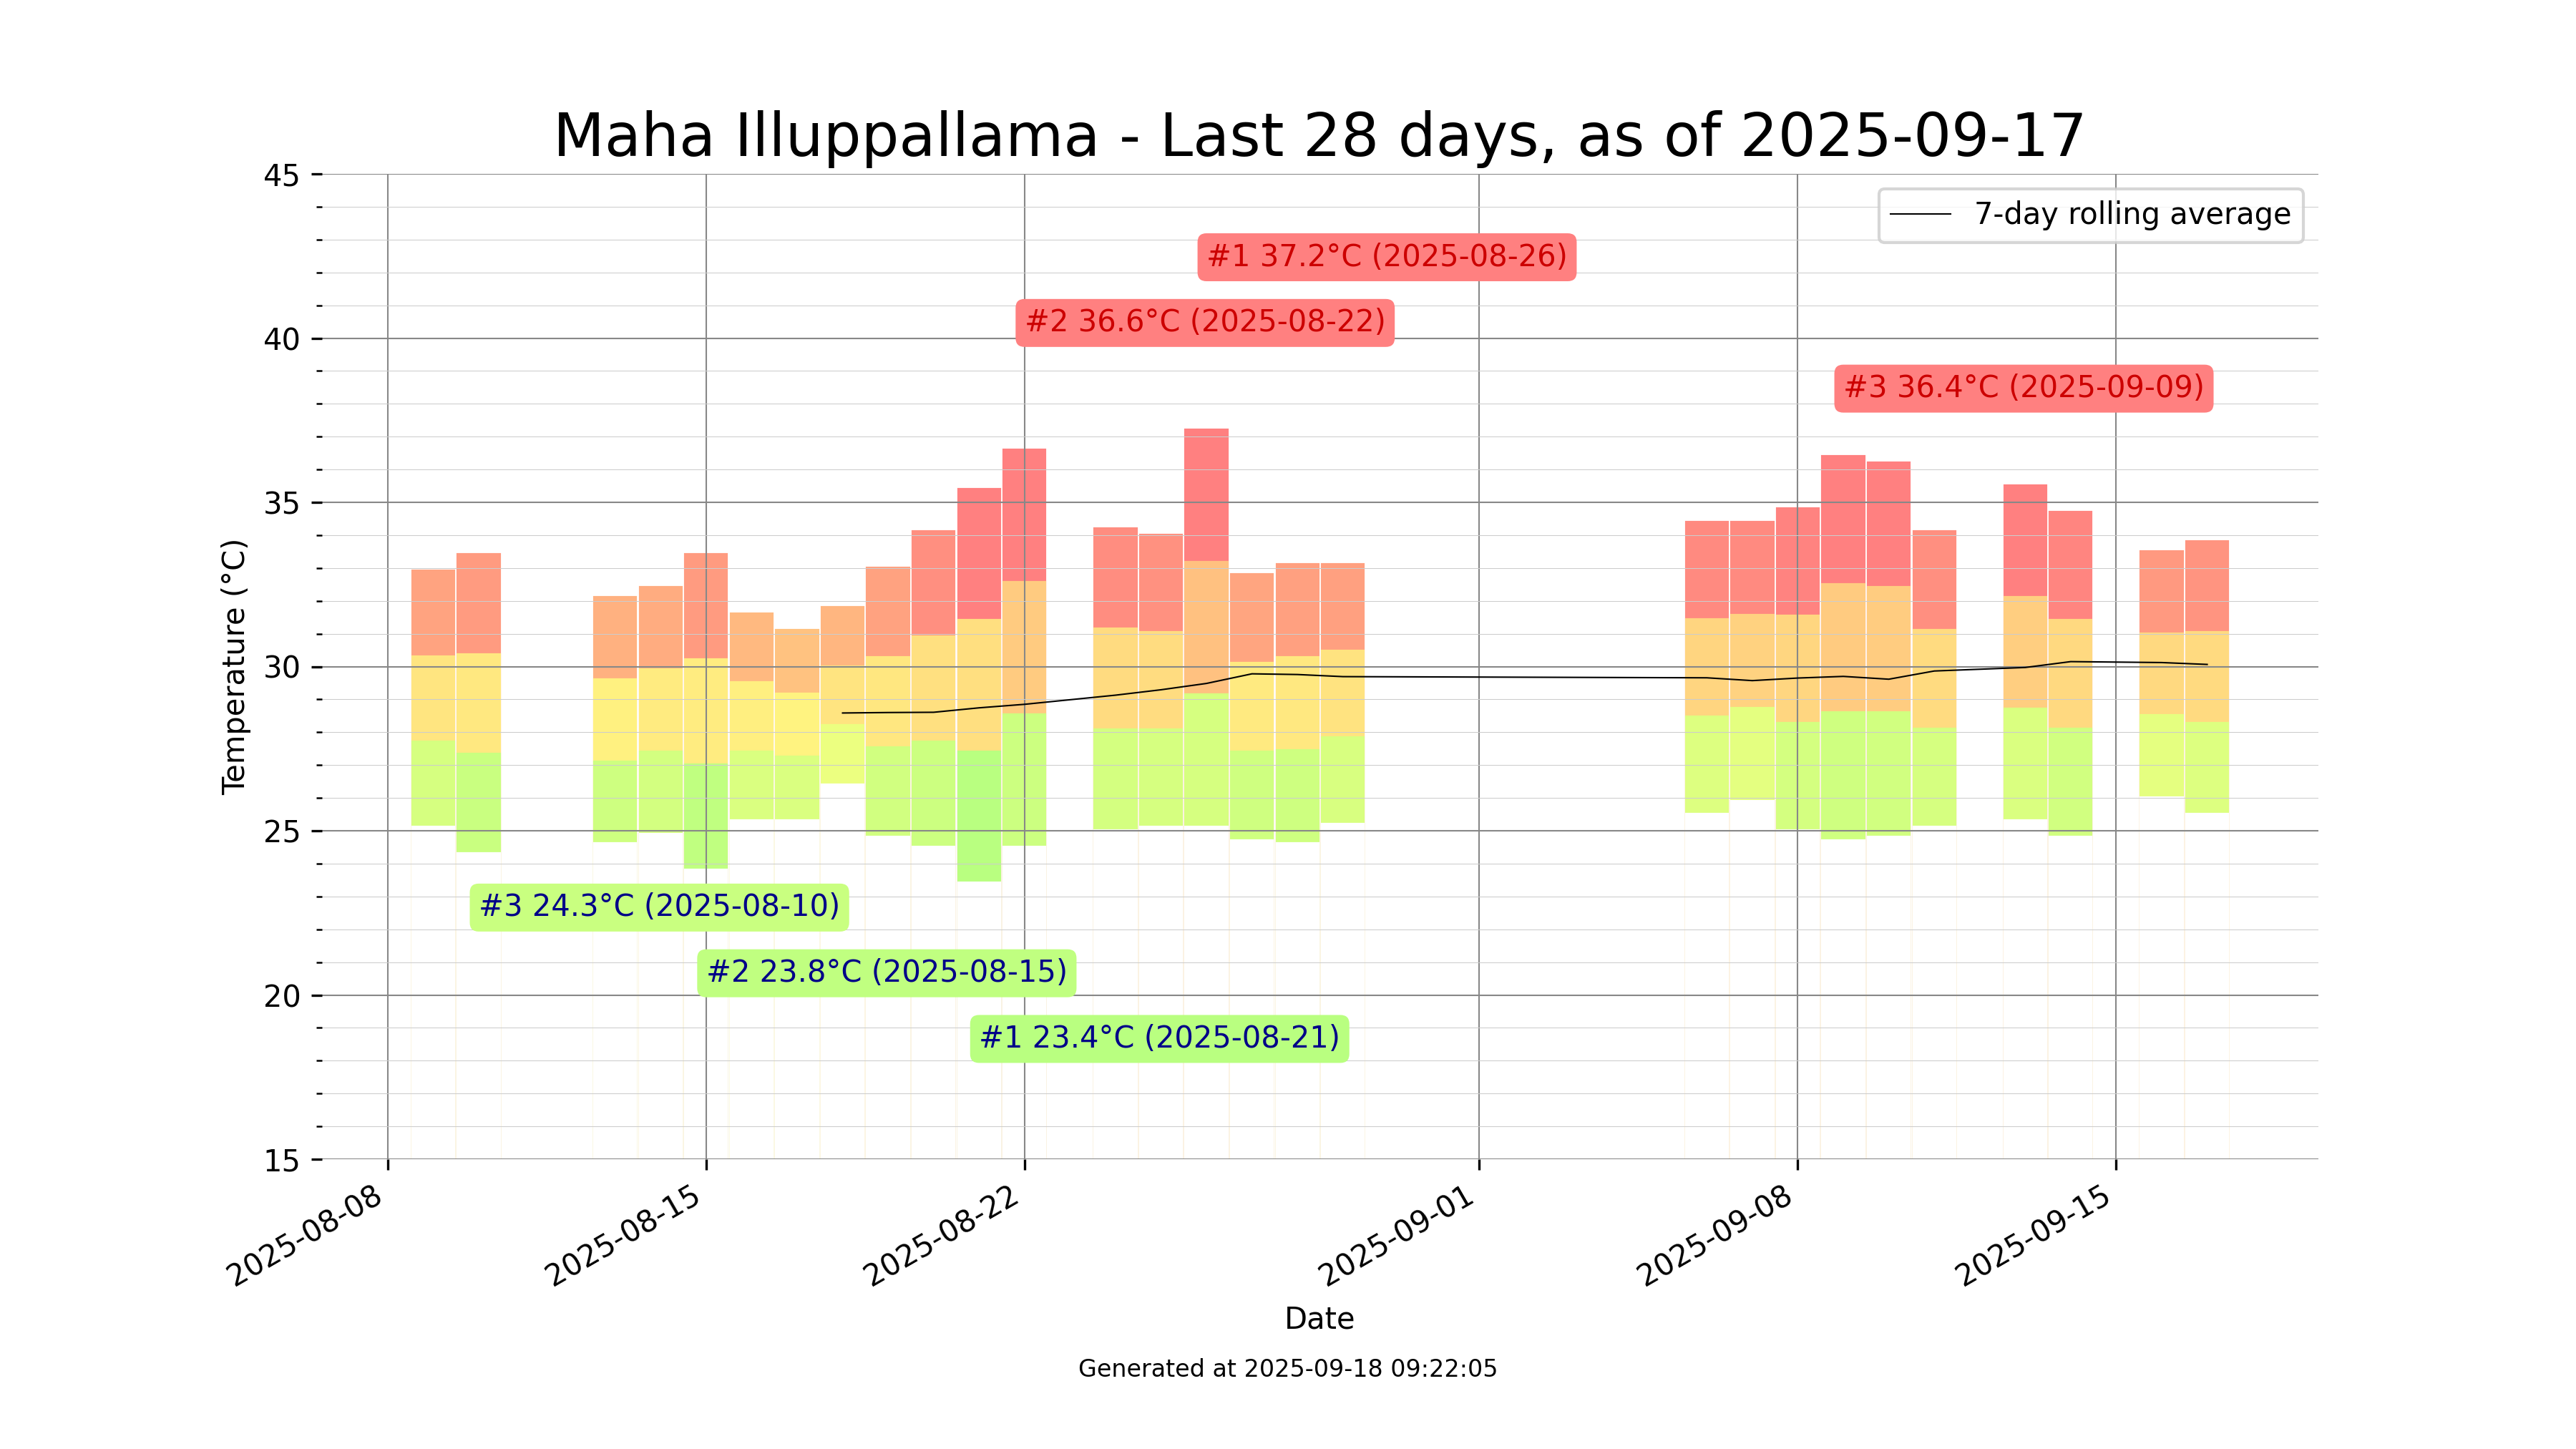 Maha Illuppallama - Last 28 days, as of 2025-09-17
45
7-day rolling average
#1 37.2°C (2025-08-26)
#2 36.6°C (2025-08-22)
40
#3 36.4°C (2025-09-09)
35
Temperature (°C)
30
25
#3 24.3°C (2025-08-10)
#2 23.8°C (2025-08-15)
20
#1 23.4°C (2025-08-21)
15
2025-08-08
2025-08-15
2025-08-22
2025-09-01
2025-09-08
2025-09-15
Date
Generated at 2025-09-18 09:22:05